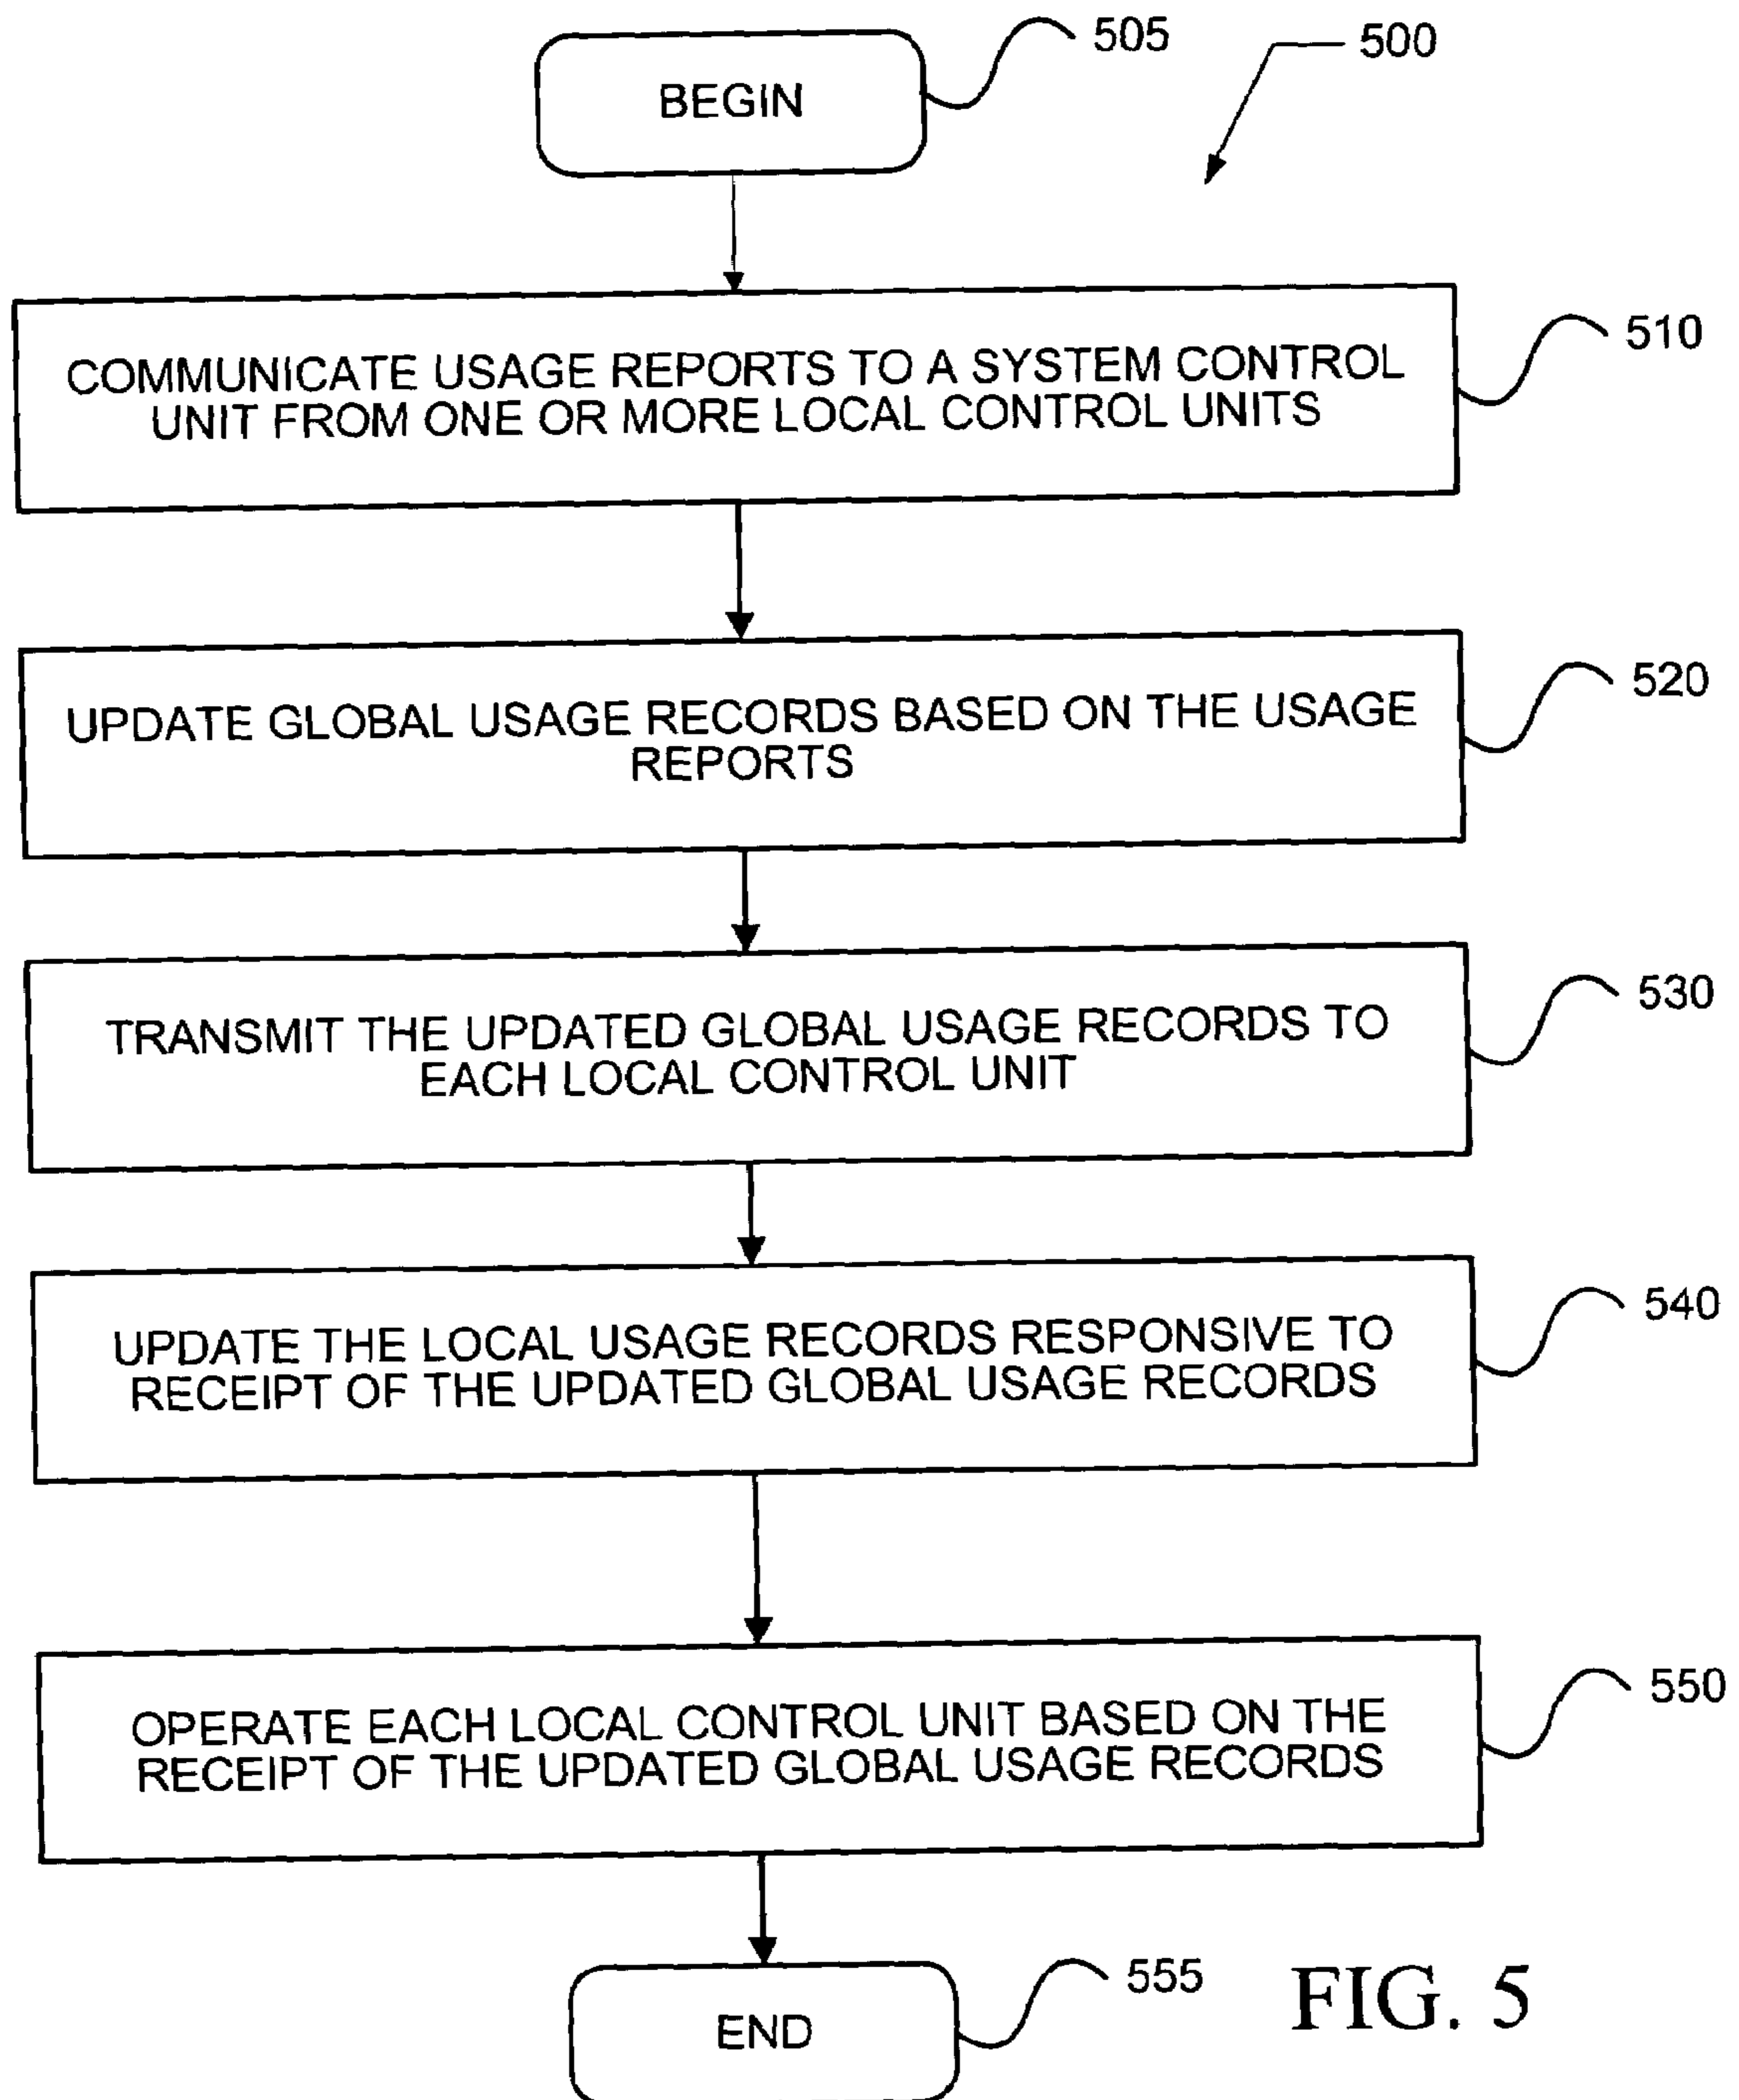 505
500
BEGIN
510
COMMUNICATE USAGE REPORTS TO A SYSTEM CONTROL
UNIT FROM ONE OR MORE LOCAL CONTROL UNITS
520
UPDATE GLOBAL USAGE RECORDS BASED ON THE USAGE
REPORTS
530
TRANSMIT THE UPDATED GLOBAL USAGE RECORDS TO
EACH LOCAL CONTROL UNIT
540
UPDATE THE LOCAL USAGE RECORDS RESPONSIVE TO
RECEIPT OF THE UPDATED GLOBAL USAGE RECORDS
550
OPERATE EACH LOCAL CONTROL UNIT BASED ON THE
RECEIPT OF THE UPDATED GLOBAL USAGE RECORDS
555
END
FIG. 5